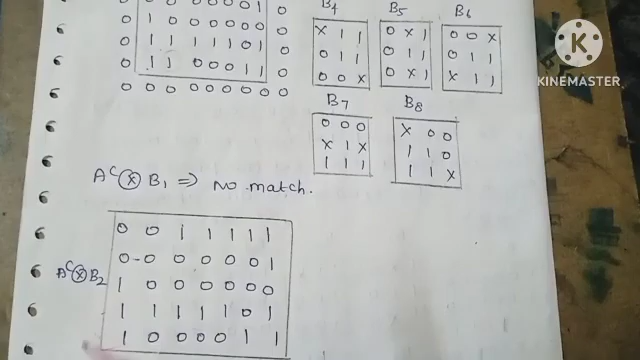 0 0 0 0 0 1 0
0 1 0 0 0 0 0 0 0
0 1 1 1 1 1 0 1 0
0 1 1 0 0 0 1 1 0
0 0 0 0 0 0 0 0 0
B4 B5 B6
x 1 1
0 1 1
0 0 x
0 x 1
0 1 1
0 x 1
0 0 x
0 1 1
x 1 1
B7 B8
0 0 0
x 1 x
1 1 1
x 0 0
1 1 0
1 1 x
A^c ⊗ B1 ⇒ No match.
A^c ⊗ B2
0 0 1 1 1 1 1
0 0 0 0 0 0 1
1 0 0 0 0 0 0
1 1 1 1 1 0 1
1 0 0 0 0 1 1
K
KINEMASTER